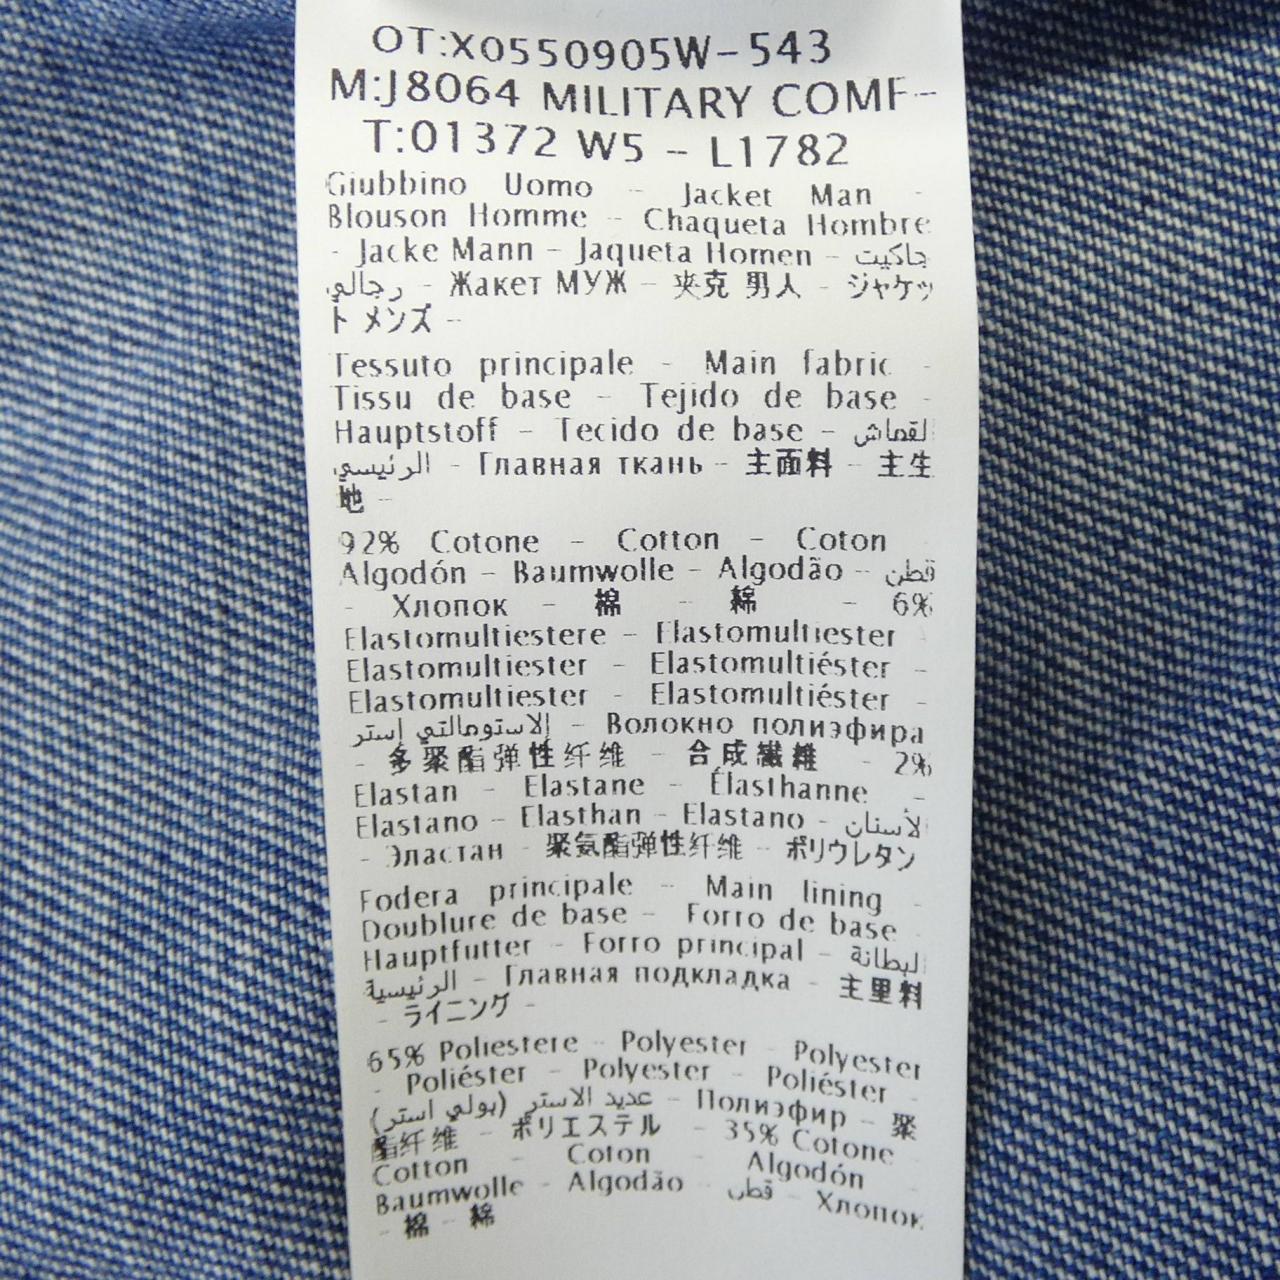 OT:X0550905W-543
M:J8064 MILITARY COMF-
T:01372 W5 - L1782
Giubbino Uomo - Jacket Man -
Blouson Homme - Chaqueta Hombre
- Jacke Mann - Jaqueta Homen - جاكيت
رجالي - Жакет МУЖ - 夹克 男人 - ジャケッ
ト メンズ -
Tessuto principale - Main fabric -
Tissu de base - Tejido de base -
Hauptstoff - Tecido de base - القماش
الرئيسي - Главная ткань - 主面料 - 主生
地 -
92% Cotone - Cotton - Coton
Algodón - Baumwolle - Algodão - قطن
- Хлопок - 棉 - 綿 - 6%
Elastomultiestere - Elastomultiester
Elastomultiester - Elastomultiéster -
Elastomultiester - Elastomultiéster -
الاستومالتي إستر - Волокно полиэфира
- 多聚酯弹性纤维 - 合成繊維 - 2%
Elastan - Elastane - Élasthanne -
Elastano - Elasthan - Elastano - لأستان
- Эластан - 聚氨酯弹性纤维 - ポリウレタン
Fodera principale - Main lining -
Doublure de base - Forro de base -
Hauptfutter - Forro principal - البطانة
الرئيسية - Главная подкладка - 主里料
- ライニング -
65% Poliestere - Polyester - Polyester
- Poliéster - Polyester - Poliéster -
عديد الاستر (بولي استر) - Полиэфир - 聚
酯纤维 - ポリエステル - 35% Cotone -
Cotton - Coton - Algodón -
Baumwolle - Algodão - قطن - Хлопок
- 棉 - 綿